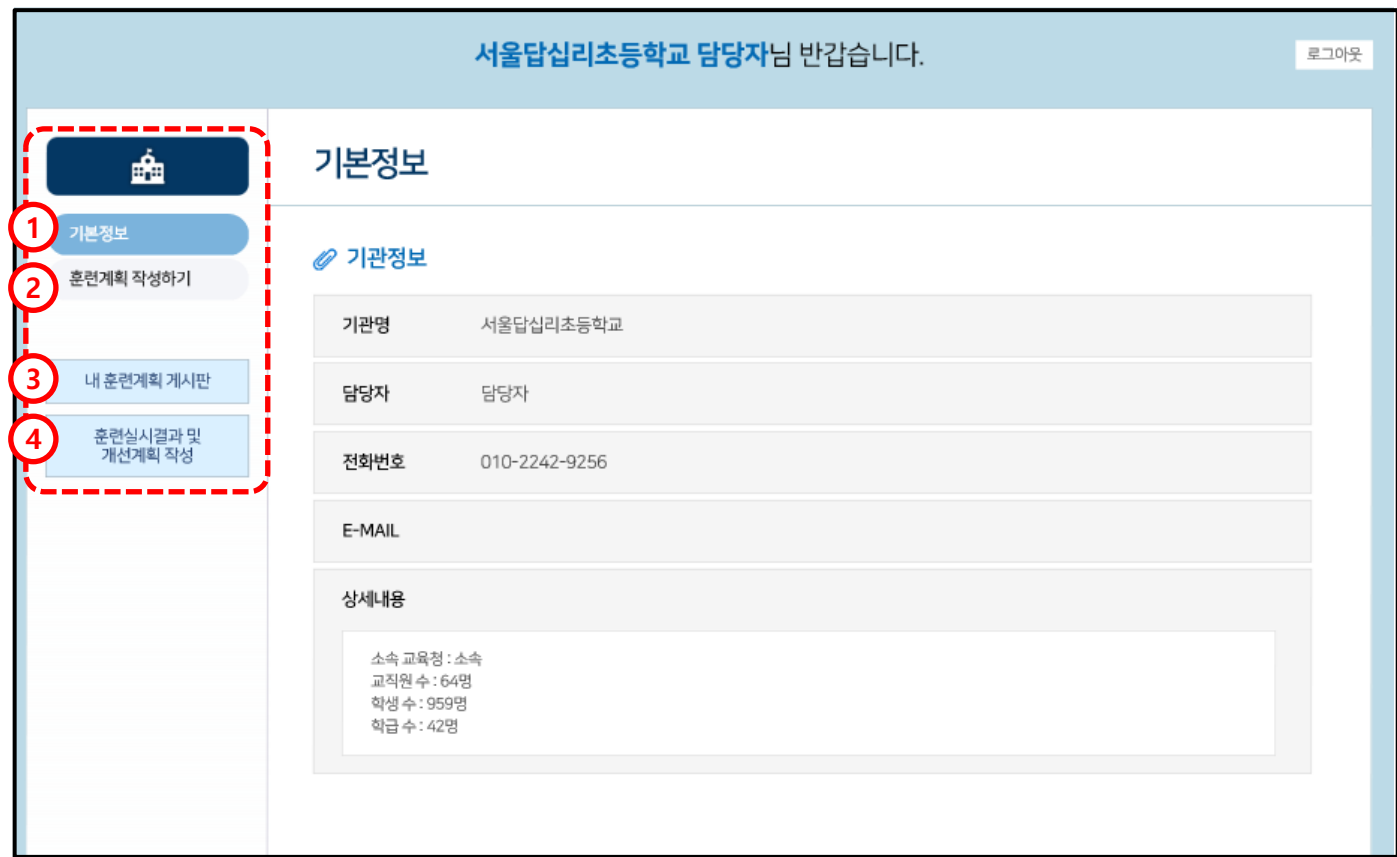 서울답십리초등학교 담당자님 반갑습니다.
로그아웃
1
기본정보
2
훈련계획 작성하기
3
내 훈련계획 게시판
4
훈련실시결과 및
개선계획 작성
기본정보
기관정보
기관명 서울답십리초등학교
담당자 담당자
전화번호 010-2242-9256
E-MAIL
상세내용
소속 교육청 : 소속
교직원 수 : 64명
학생 수 : 959명
학급 수 : 42명